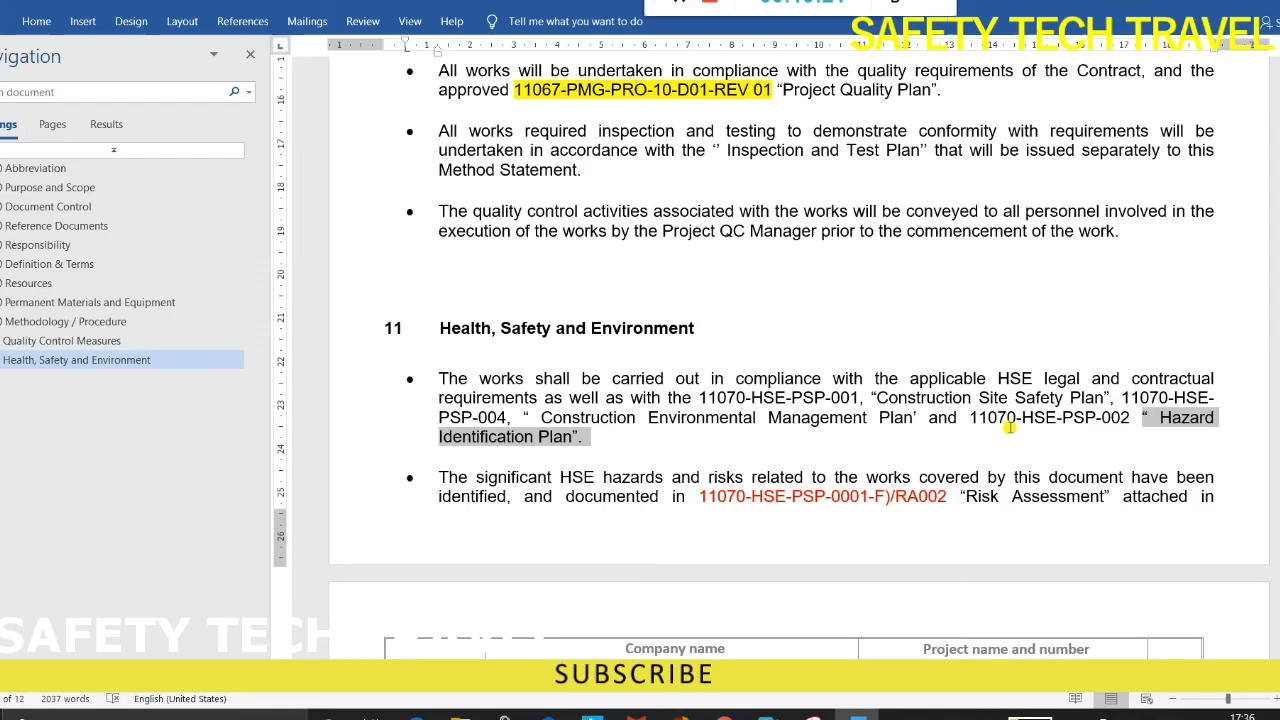 SAFETY TECH TRAVEL
Home
Insert
Draw
Design
Layout
References
Mailings
Review
View
Help
Tell me what you want to do
avigation
document
ngs
Pages
Results
Abbreviation
Purpose and Scope
Document Control
Reference Documents
Responsibility
Definition & Terms
Resources
Permanent Materials and Equipment
Methodology / Procedure
Quality Control Measures
Health, Safety and Environment
• All works will be undertaken in compliance with the quality requirements of the Contract, and the
approved 11067-PMG-PRO-10-D01-REV 01 “Project Quality Plan”.
• All works required inspection and testing to demonstrate conformity with requirements will be
undertaken in accordance with the ‘’ Inspection and Test Plan’’ that will be issued separately to this
Method Statement.
• The quality control activities associated with the works will be conveyed to all personnel involved in the
execution of the works by the Project QC Manager prior to the commencement of the work.
11 Health, Safety and Environment
• The works shall be carried out in compliance with the applicable HSE legal and contractual
requirements as well as with the 11070-HSE-PSP-001, “Construction Site Safety Plan”, 11070-HSE-
PSP-004, “ Construction Environmental Management Plan’ and 11070-HSE-PSP-002 “ Hazard
Identification Plan”.
• The significant HSE hazards and risks related to the works covered by this document have been
identified, and documented in 11070-HSE-PSP-0001-F)/RA002 “Risk Assessment” attached in
Company name
Project name and number
SAFETY TECH
SUBSCRIBE
of 12
2037 words
English (United States)
17:36